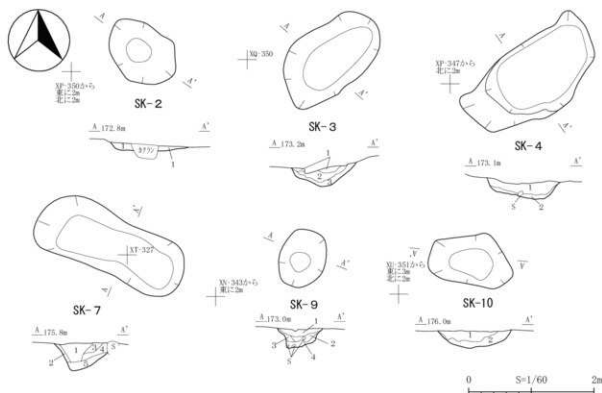 XP-350から
東に2m
北に2m
A
A'
SK-2
A 172.8m
A'
カクラン
1
XQ-350
A
A'
SK-3
A 173.2m
A'
1
2
3
XP-347から
北に2m
A
A'
SK-4
A 173.1m
A'
1
S
2
XT-327
A
A'
SK-7
A 175.8m
A'
1
2
3
4
5
S
XN-343から
東に2m
A
A'
SK-9
A 173.0m
A'
1
2
3
4
S
XU-351から
東に3m
北に2m
A
A'
SK-10
A 176.0m
A'
1
2
0 S=1/60 2m